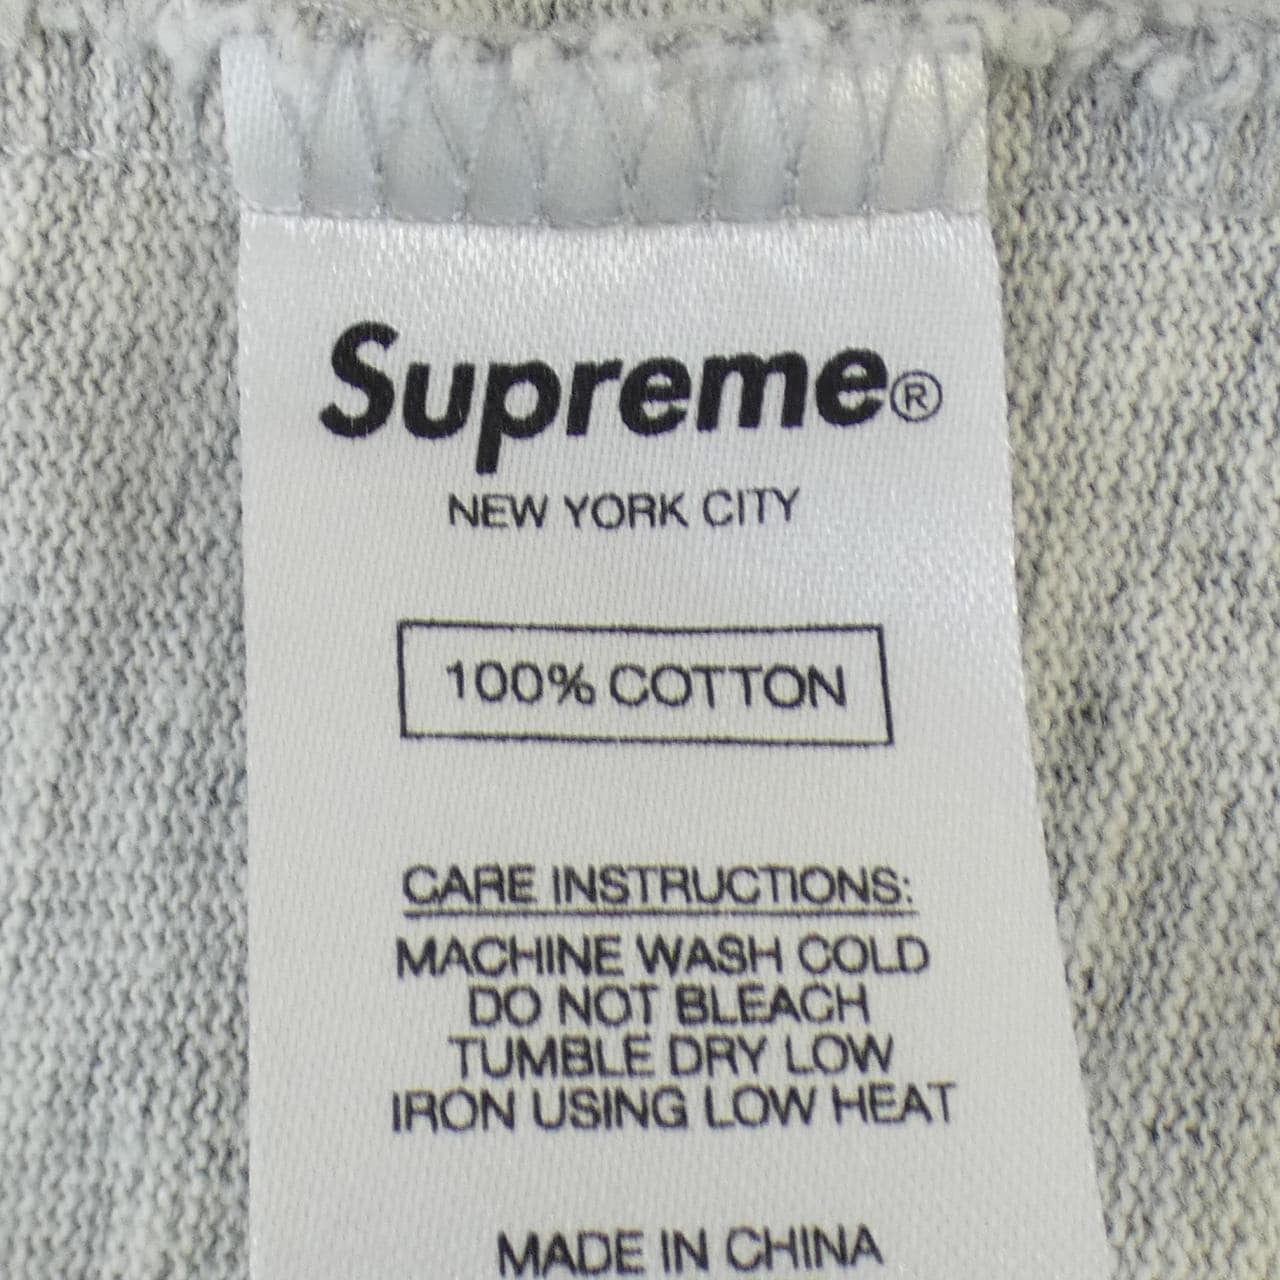 Supreme®
NEW YORK CITY
100% COTTON
CARE INSTRUCTIONS:
MACHINE WASH COLD
DO NOT BLEACH
TUMBLE DRY LOW
IRON USING LOW HEAT
MADE IN CHINA